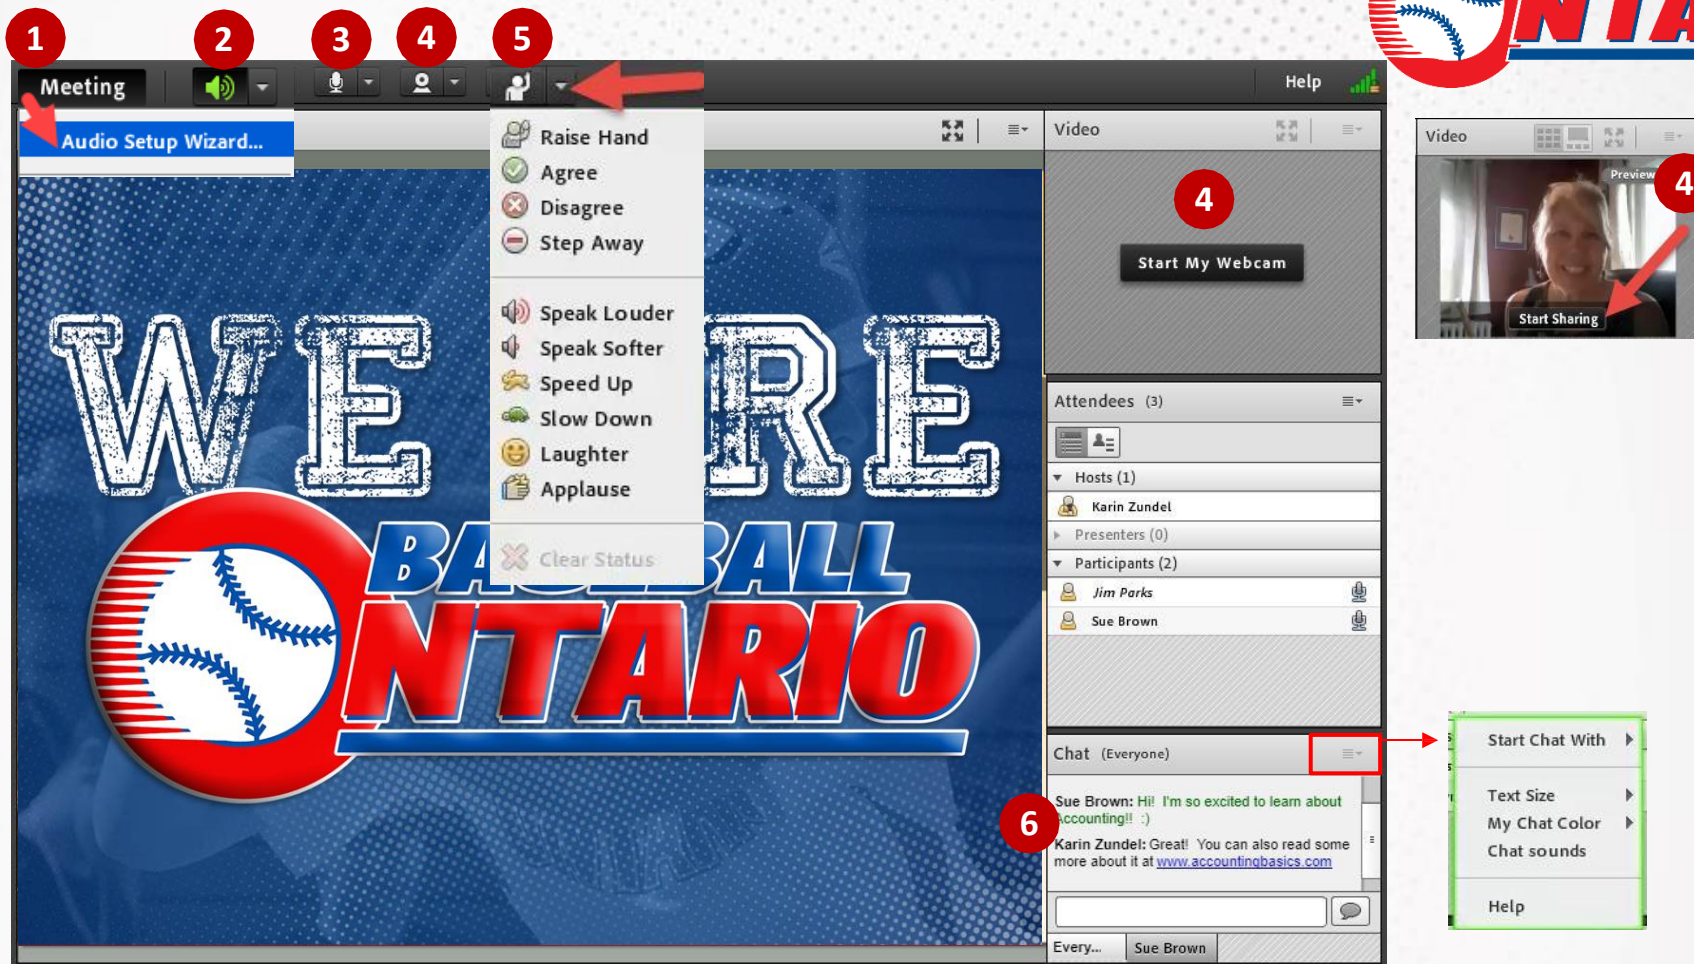 1
2
3
4
5
NTA
Meeting
Help
Audio Setup Wizard...
Raise Hand
Agree
Disagree
Step Away
Speak Louder
Speak Softer
Speed Up
Slow Down
Laughter
Applause
Clear Status
WE RE
BA BALL
NTARIO
Video
4
Start My Webcam
Attendees (3)
Hosts (1)
Karin Zundel
Presenters (0)
Participants (2)
Jim Parks
Sue Brown
Chat (Everyone)
6
Sue Brown: Hi! I'm so excited to learn about
Accounting!! :)
Karin Zundel: Great! You can also read some
more about it at www.accountingbasics.com
Every...
Sue Brown
Video
Preview
4
Start Sharing
Start Chat With
Text Size
My Chat Color
Chat sounds
Help